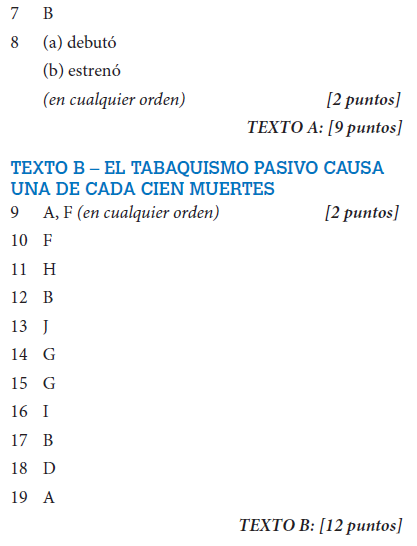 7 B
8 (a) debutó
(b) estrenó
(en cualquier orden) [2 puntos]
TEXTO A: [9 puntos]
TEXTO B – EL TABAQUISMO PASIVO CAUSA
UNA DE CADA CIEN MUERTES
9 A, F (en cualquier orden) [2 puntos]
10 F
11 H
12 B
13 J
14 G
15 G
16 I
17 B
18 D
19 A
TEXTO B: [12 puntos]